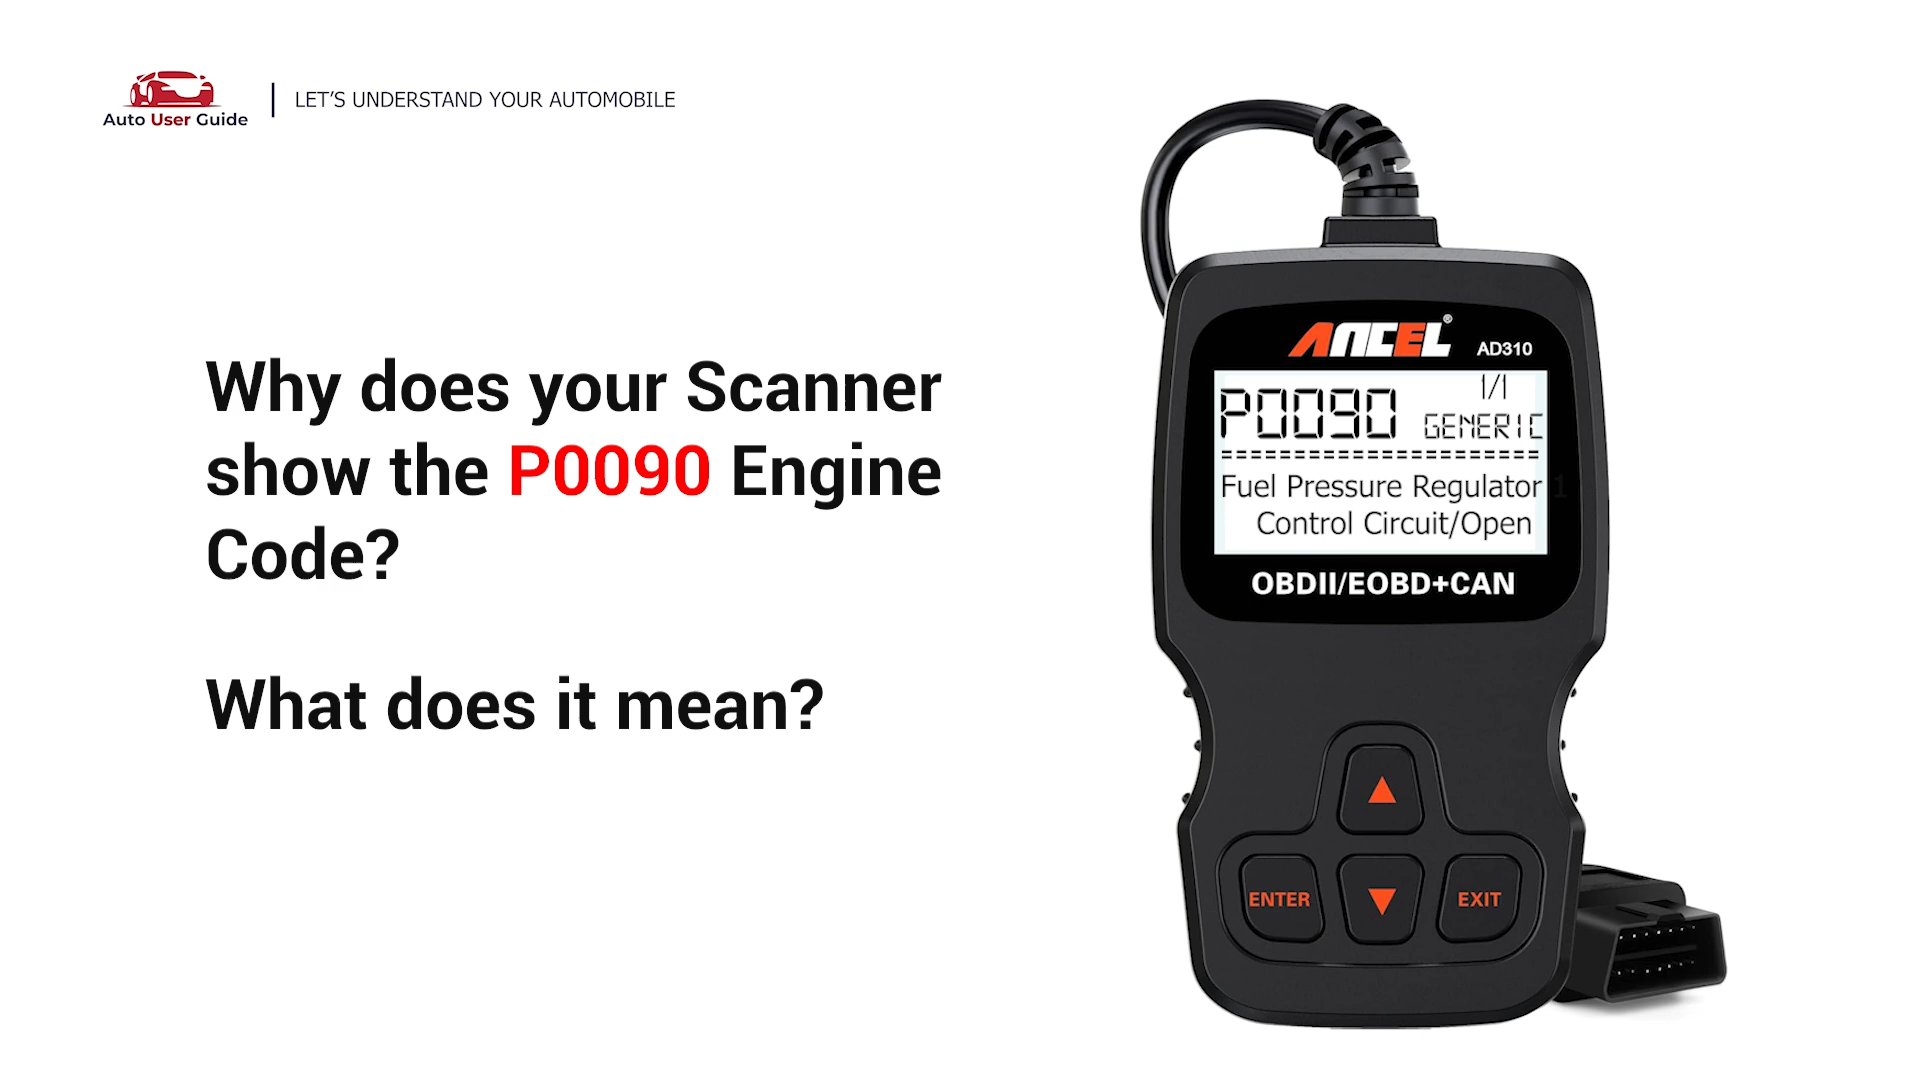 Auto User Guide
LET'S UNDERSTAND YOUR AUTOMOBILE
Why does your Scanner
show the P0090 Engine
Code?
What does it mean?
ANCEL®
AD310
P0090
1/1
GENERIC
Fuel Pressure Regulator 1
Control Circuit/Open
OBDII/EOBD+CAN
ENTER
EXIT